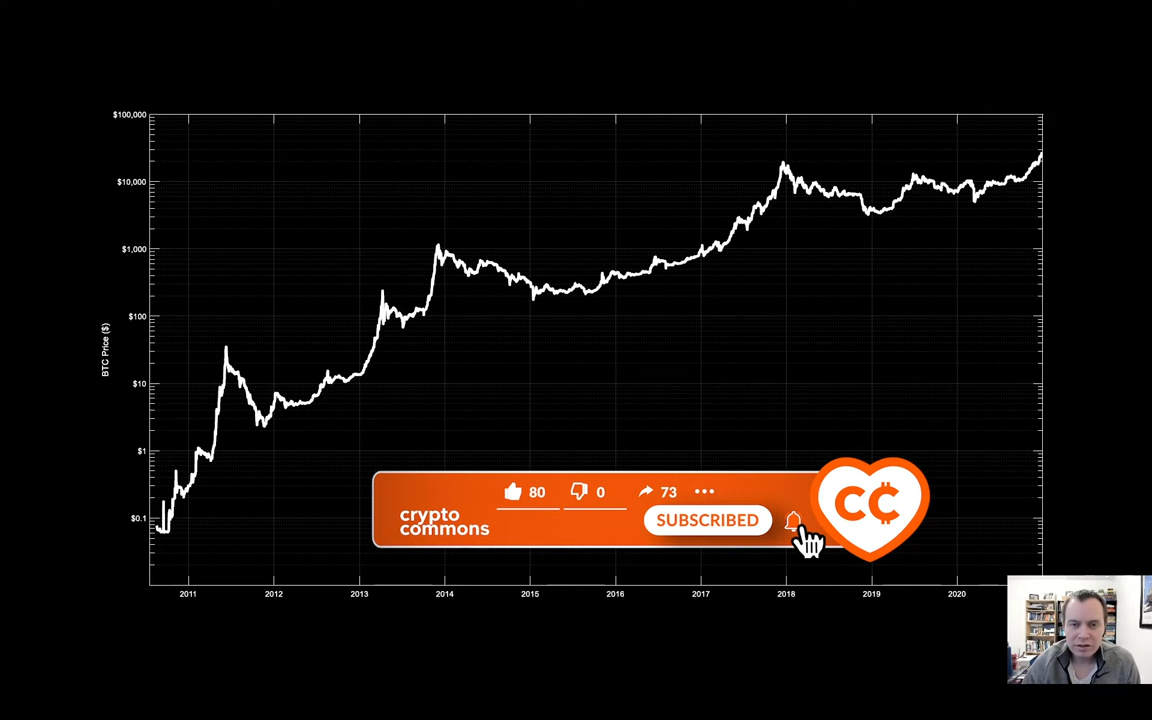 $100,000
$10,000
$1,000
$100
$10
$1
$0.1
BTC Price ($)
80 0 73
crypto
commons
SUBSCRIBED
C₵
2011 2012 2013 2014 2015 2016 2017 2018 2019 2020